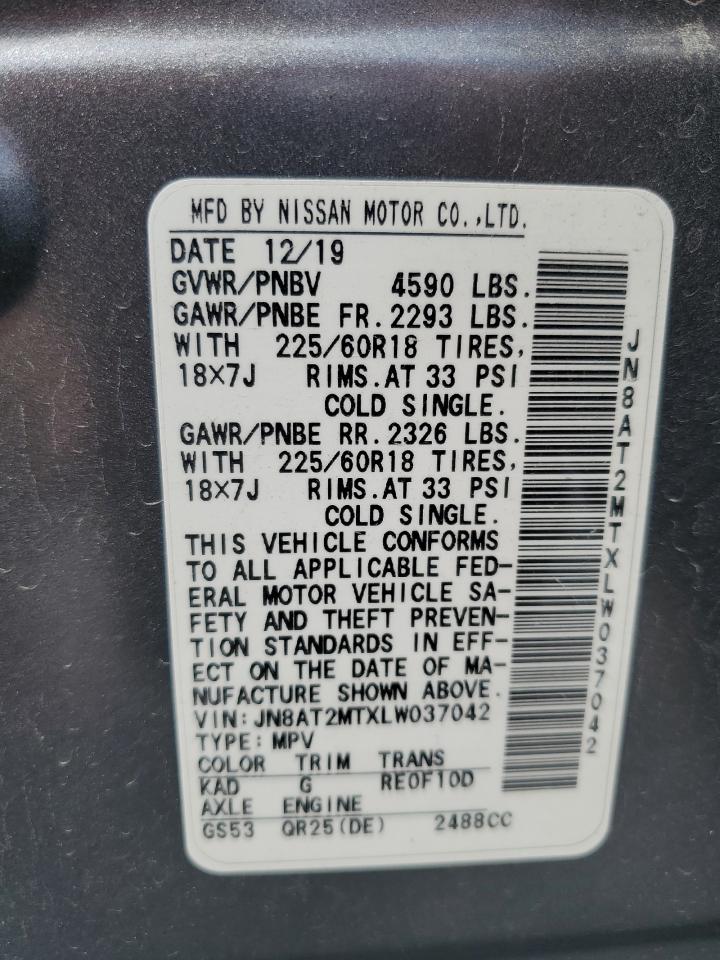 MFD BY NISSAN MOTOR CO.,LTD.
DATE 12/19
GVWR/PNBV 4590 LBS.
GAWR/PNBE FR. 2293 LBS.
WITH 225/60R18 TIRES,
18X7J RIMS. AT 33 PSI
COLD SINGLE.
GAWR/PNBE RR. 2326 LBS.
WITH 225/60R18 TIRES,
18X7J RIMS. AT 33 PSI
COLD SINGLE.
THIS VEHICLE CONFORMS
TO ALL APPLICABLE FED-
ERAL MOTOR VEHICLE SA-
FETY AND THEFT PREVEN-
TION STANDARDS IN EFF-
ECT ON THE DATE OF MA-
NUFACTURE SHOWN ABOVE.
VIN: JN8AT2MTXLW037042
TYPE: MPV
COLOR TRIM TRANS
KAD G RE0F10D
AXLE ENGINE
GS53 QR25(DE) 2488CC
JN8AT2MTXLW037042